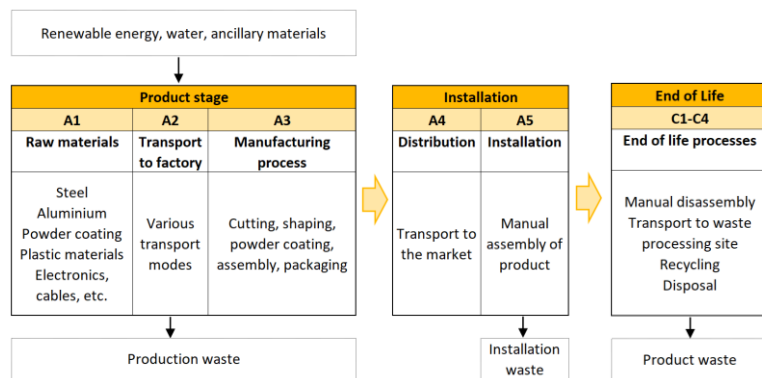 Renewable energy, water, ancillary materials
Product stage
A1
A2
A3
Raw materials
Transport
to factory
Manufacturing
process
Steel
Aluminium
Powder coating
Plastic materials
Electronics,
cables, etc.
Various
transport
modes
Cutting, shaping,
powder coating,
assembly, packaging
Production waste
Installation
A4
A5
Distribution
Installation
Transport to
the market
Manual
assembly of
product
Installation
waste
End of Life
C1-C4
End of life processes
Manual disassembly
Transport to waste
processing site
Recycling
Disposal
Product waste